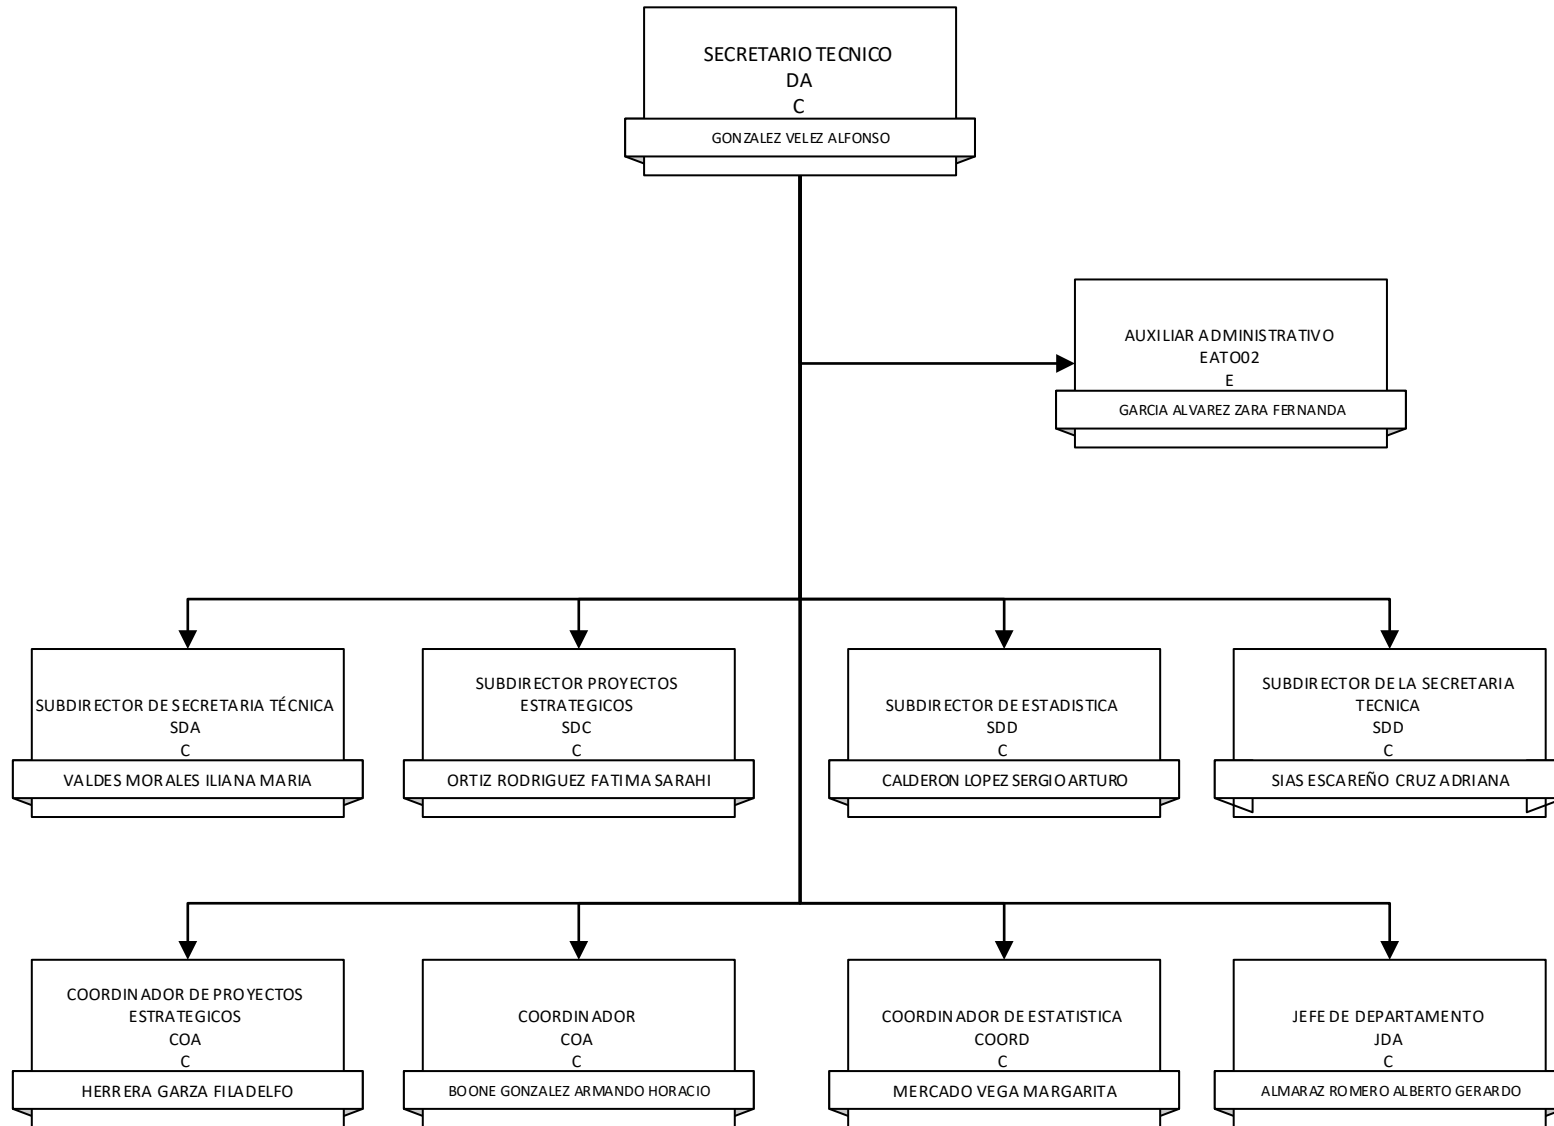 SECRETARIO TECNICO
DA
C
GONZALEZ VELEZ ALFONSO
AUXILIAR ADMINISTRATIVO
EATO02
E
GARCIA ALVAREZ ZARA FERNANDA
SUBDIRECTOR DE SECRETARIA TÉCNICA
SDA
C
VALDES MORALES ILIANA MARIA
SUBDIRECTOR PROYECTOS
ESTRATEGICOS
SDC
C
ORTIZ RODRIGUEZ FATIMA SARAHI
SUBDIRECTOR DE ESTADISTICA
SDD
C
CALDERON LOPEZ SERGIO ARTURO
SUBDIRECTOR DE LA SECRETARIA
TECNICA
SDD
C
SIAS ESCAREÑO CRUZ ADRIANA
COORDINADOR DE PROYECTOS
ESTRATEGICOS
COA
C
HERRERA GARZA FILADELFO
COORDINADOR
COA
C
BOONE GONZALEZ ARMANDO HORACIO
COORDINADOR DE ESTATISTICA
COORD
C
MERCADO VEGA MARGARITA
JEFE DE DEPARTAMENTO
JDA
C
ALMARAZ ROMERO ALBERTO GERARDO